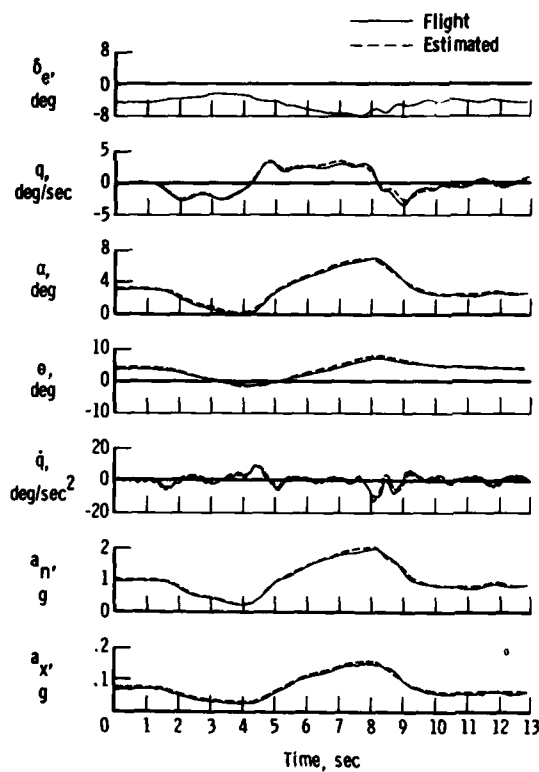 Flight
Estimated
δe,
deg
8
0
-8
q,
deg/sec
5
0
-5
α,
deg
8
4
0
θ,
deg
10
0
-10
q̇,
deg/sec²
20
0
-20
an,
g
2
1
0
ax,
g
.2
.1
0 1 2 3 4 5 6 7 8 9 10 11 12 13
Time, sec